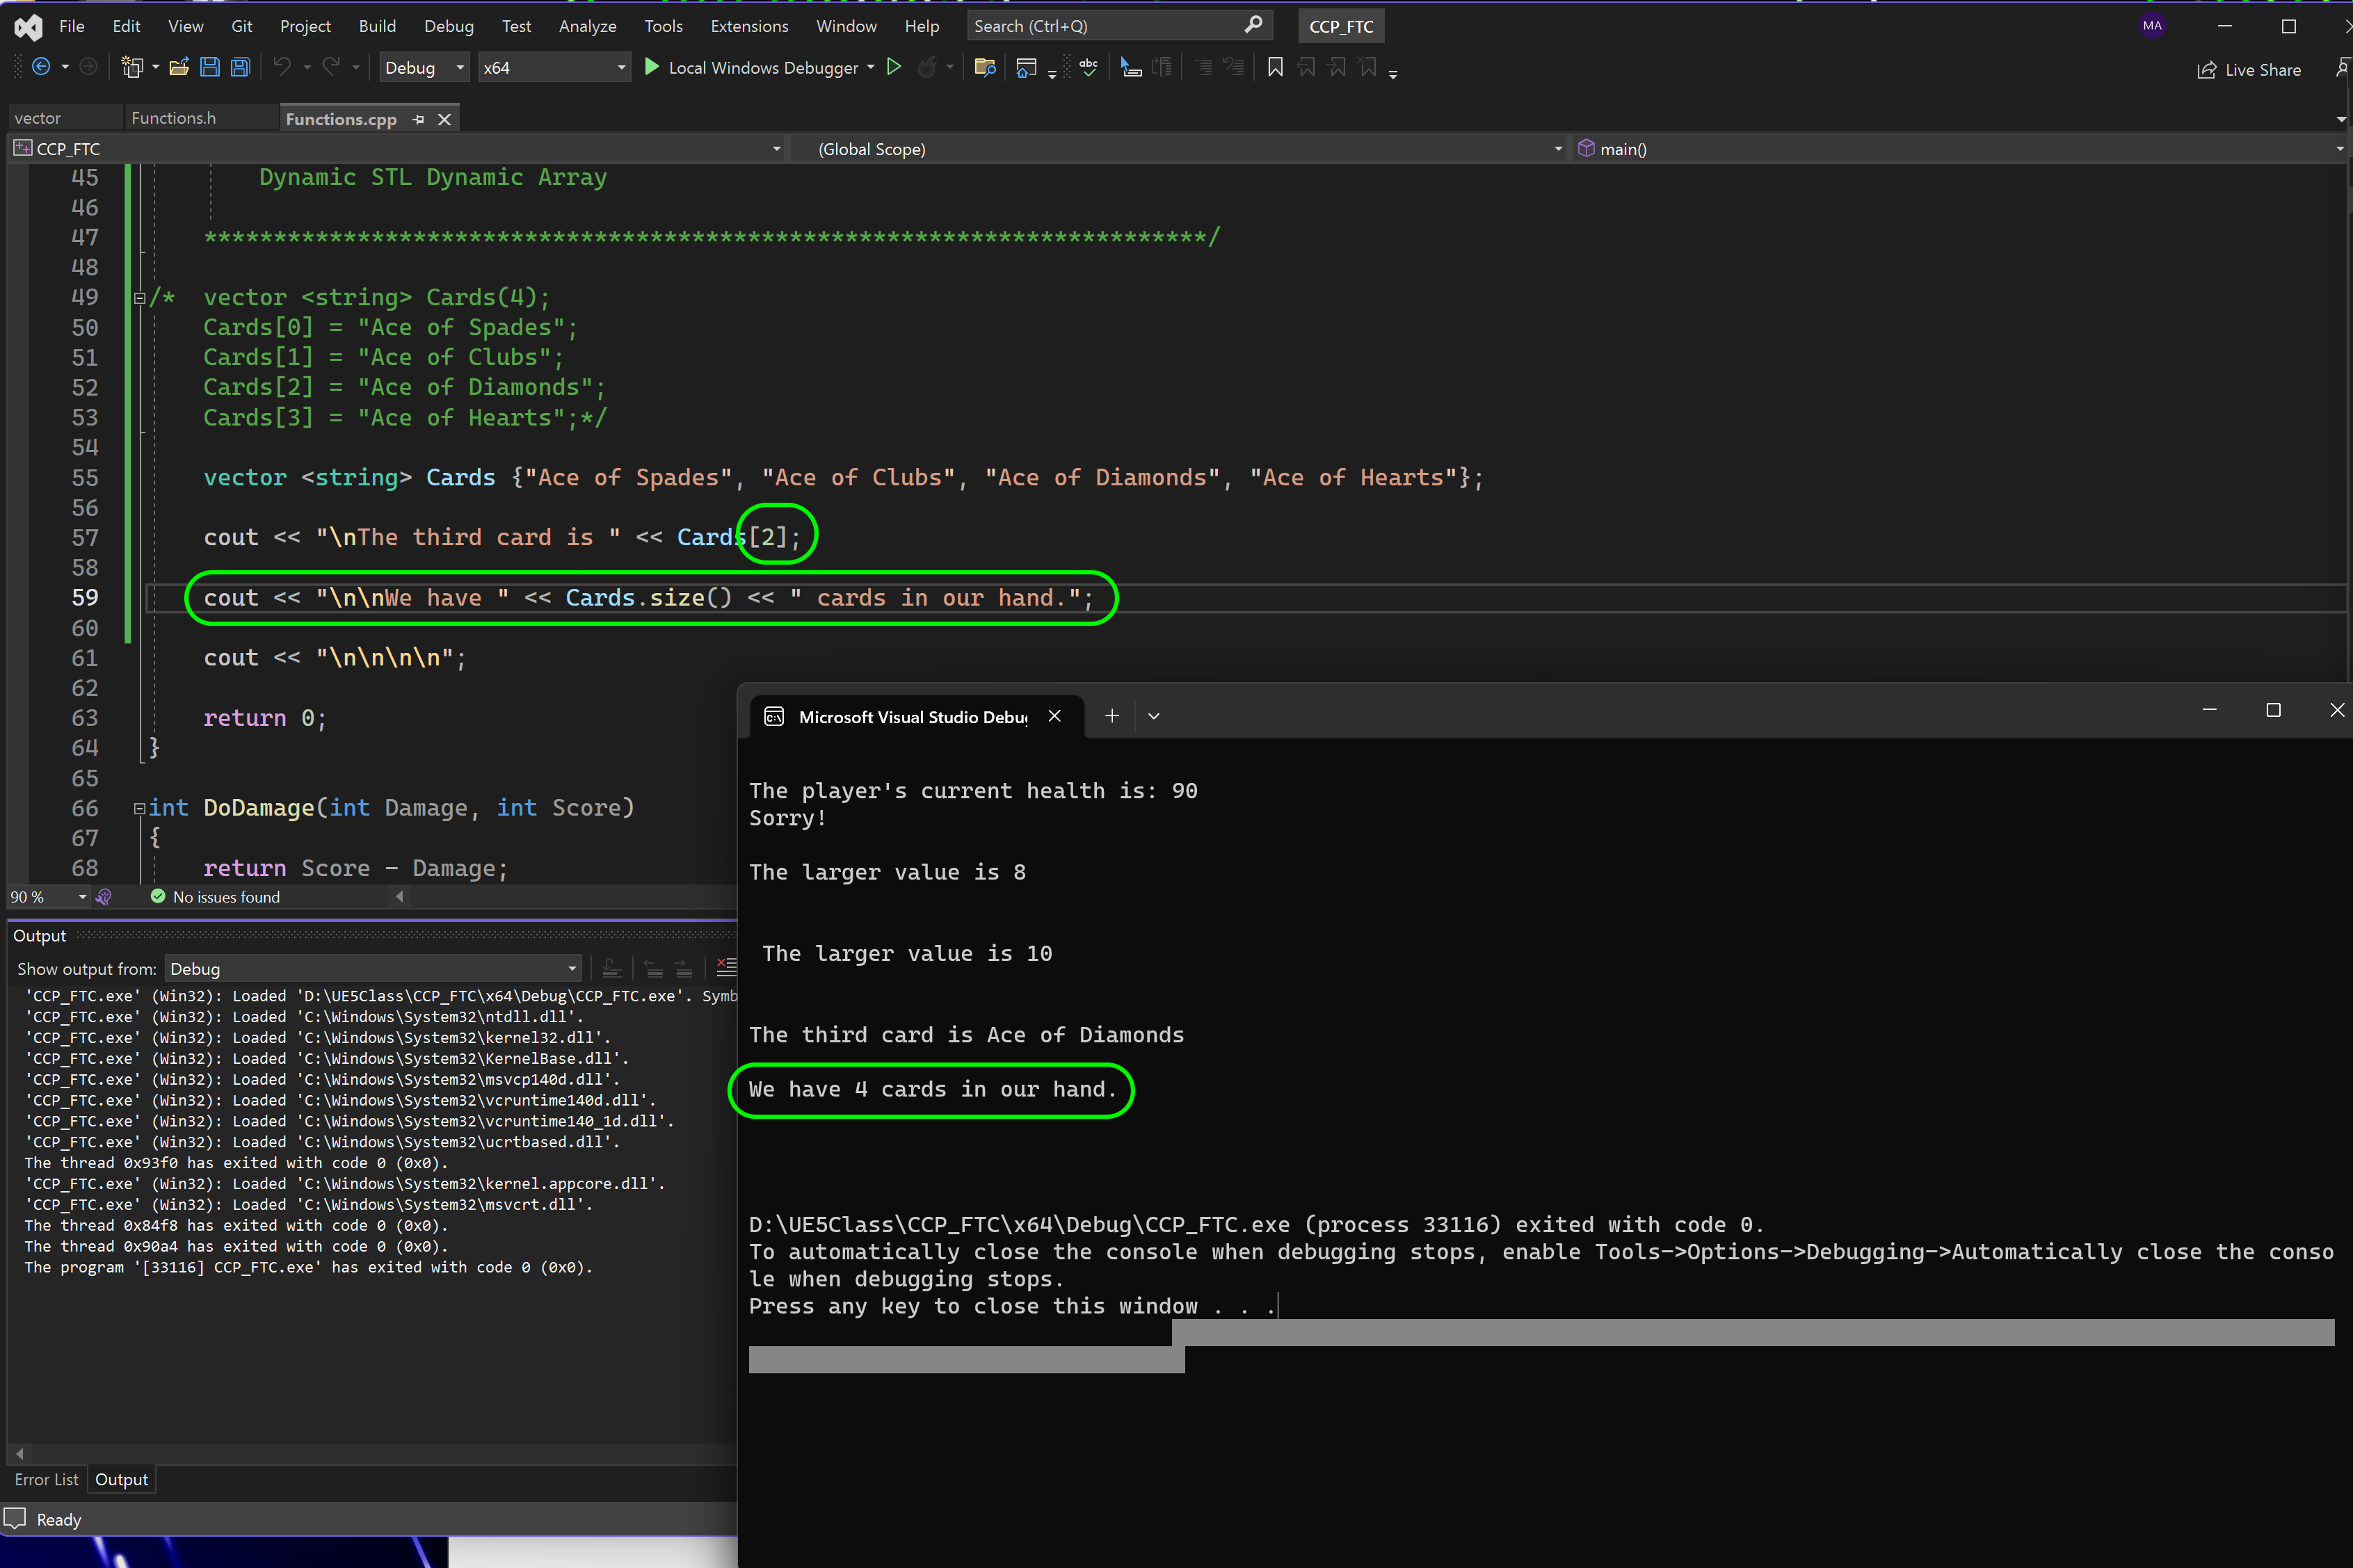 File Edit View Git Project Build Debug Test Analyze Tools Extensions Window Help Search (Ctrl+Q) CCP_FTC MA
Debug x64 Local Windows Debugger abc Live Share
vector Functions.h Functions.cpp
CCP_FTC (Global Scope) main()
45 Dynamic STL Dynamic Array
46
47 ************************************************************************/
48
49 /* vector <string> Cards(4);
50 Cards[0] = "Ace of Spades";
51 Cards[1] = "Ace of Clubs";
52 Cards[2] = "Ace of Diamonds";
53 Cards[3] = "Ace of Hearts";*/
54
55 vector <string> Cards {"Ace of Spades", "Ace of Clubs", "Ace of Diamonds", "Ace of Hearts"};
56
57 cout << "\nThe third card is " << Cards[2];
58
59 cout << "\n\nWe have " << Cards.size() << " cards in our hand.";
60
61 cout << "\n\n\n\n";
62
63 return 0;
64 }
65
66 int DoDamage(int Damage, int Score)
67 {
68 return Score - Damage;
90 % No issues found
Output
Show output from: Debug
'CCP_FTC.exe' (Win32): Loaded 'D:\UE5Class\CCP_FTC\x64\Debug\CCP_FTC.exe'. Symb
'CCP_FTC.exe' (Win32): Loaded 'C:\Windows\System32\ntdll.dll'.
'CCP_FTC.exe' (Win32): Loaded 'C:\Windows\System32\kernel32.dll'.
'CCP_FTC.exe' (Win32): Loaded 'C:\Windows\System32\KernelBase.dll'.
'CCP_FTC.exe' (Win32): Loaded 'C:\Windows\System32\msvcp140d.dll'.
'CCP_FTC.exe' (Win32): Loaded 'C:\Windows\System32\vcruntime140d.dll'.
'CCP_FTC.exe' (Win32): Loaded 'C:\Windows\System32\vcruntime140_1d.dll'.
'CCP_FTC.exe' (Win32): Loaded 'C:\Windows\System32\ucrtbased.dll'.
The thread 0x93f0 has exited with code 0 (0x0).
'CCP_FTC.exe' (Win32): Loaded 'C:\Windows\System32\kernel.appcore.dll'.
'CCP_FTC.exe' (Win32): Loaded 'C:\Windows\System32\msvcrt.dll'.
The thread 0x84f8 has exited with code 0 (0x0).
The thread 0x90a4 has exited with code 0 (0x0).
The program '[33116] CCP_FTC.exe' has exited with code 0 (0x0).
Error List Output
Ready
Microsoft Visual Studio Debu
The player's current health is: 90
Sorry!
The larger value is 8
The larger value is 10
The third card is Ace of Diamonds
We have 4 cards in our hand.
D:\UE5Class\CCP_FTC\x64\Debug\CCP_FTC.exe (process 33116) exited with code 0.
To automatically close the console when debugging stops, enable Tools->Options->Debugging->Automatically close the conso
le when debugging stops.
Press any key to close this window . . .